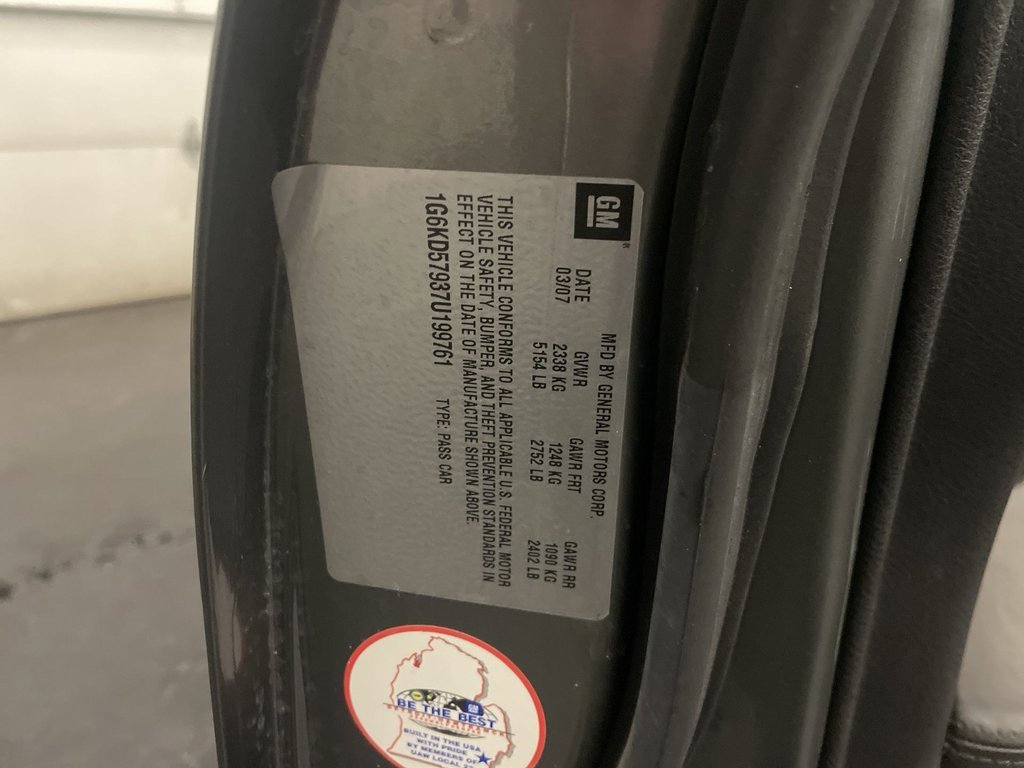 GM
MFD BY GENERAL MOTORS CORP.
DATE GVWR GAWR FRT GAWR RR
03/07 2338 KG 1248 KG 1090 KG
5154 LB 2752 LB 2402 LB
THIS VEHICLE CONFORMS TO ALL APPLICABLE U.S. FEDERAL MOTOR
VEHICLE SAFETY, BUMPER, AND THEFT PREVENTION STANDARDS IN
EFFECT ON THE DATE OF MANUFACTURE SHOWN ABOVE.
1G6KD57937U199761 TYPE: PASS CAR
GM
BE THE BEST
BUILT IN THE USA
WITH PRIDE
BY MEMBERS OF
UAW LOCAL